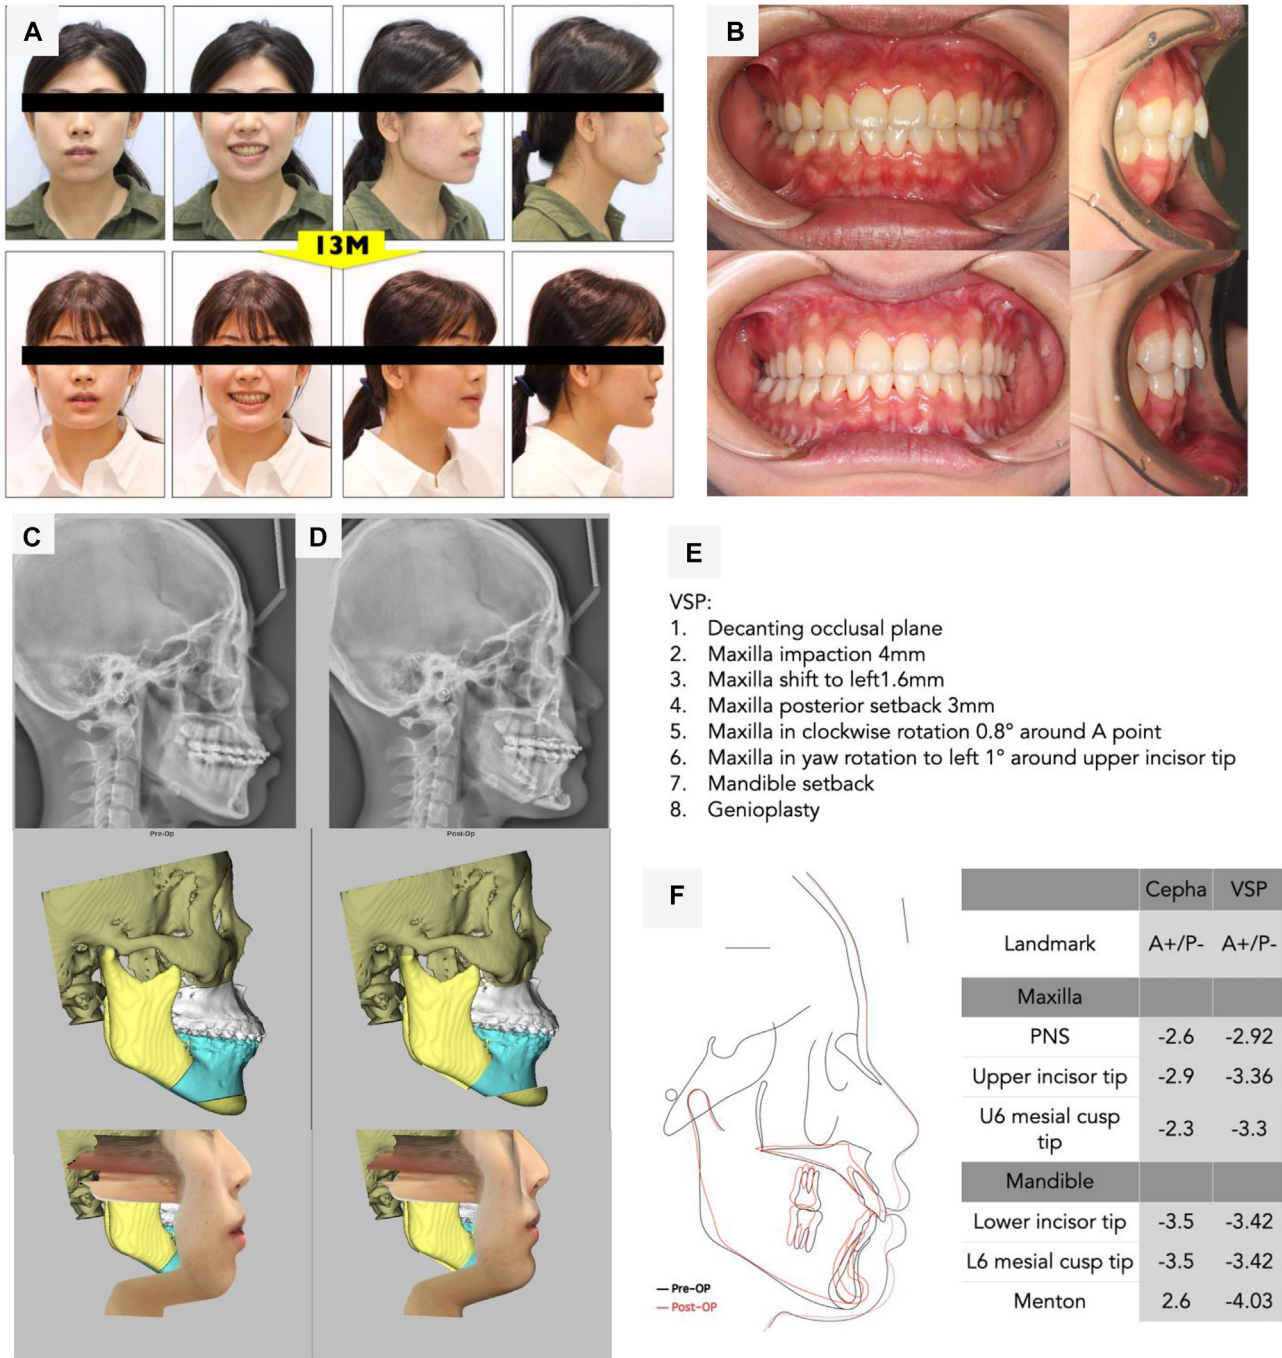 A
B
13M
C
D
Pre-Op
Post-Op
E
VSP:
1. Decanting occlusal plane
2. Maxilla impaction 4mm
3. Maxilla shift to left1.6mm
4. Maxilla posterior setback 3mm
5. Maxilla in clockwise rotation 0.8° around A point
6. Maxilla in yaw rotation to left 1° around upper incisor tip
7. Mandible setback
8. Genioplasty
F
Pre-OP
Post-OP
Cepha VSP
Landmark A+/P- A+/P-
Maxilla
PNS -2.6 -2.92
Upper incisor tip -2.9 -3.36
U6 mesial cusp
tip -2.3 -3.3
Mandible
Lower incisor tip -3.5 -3.42
L6 mesial cusp tip -3.5 -3.42
Menton 2.6 -4.03